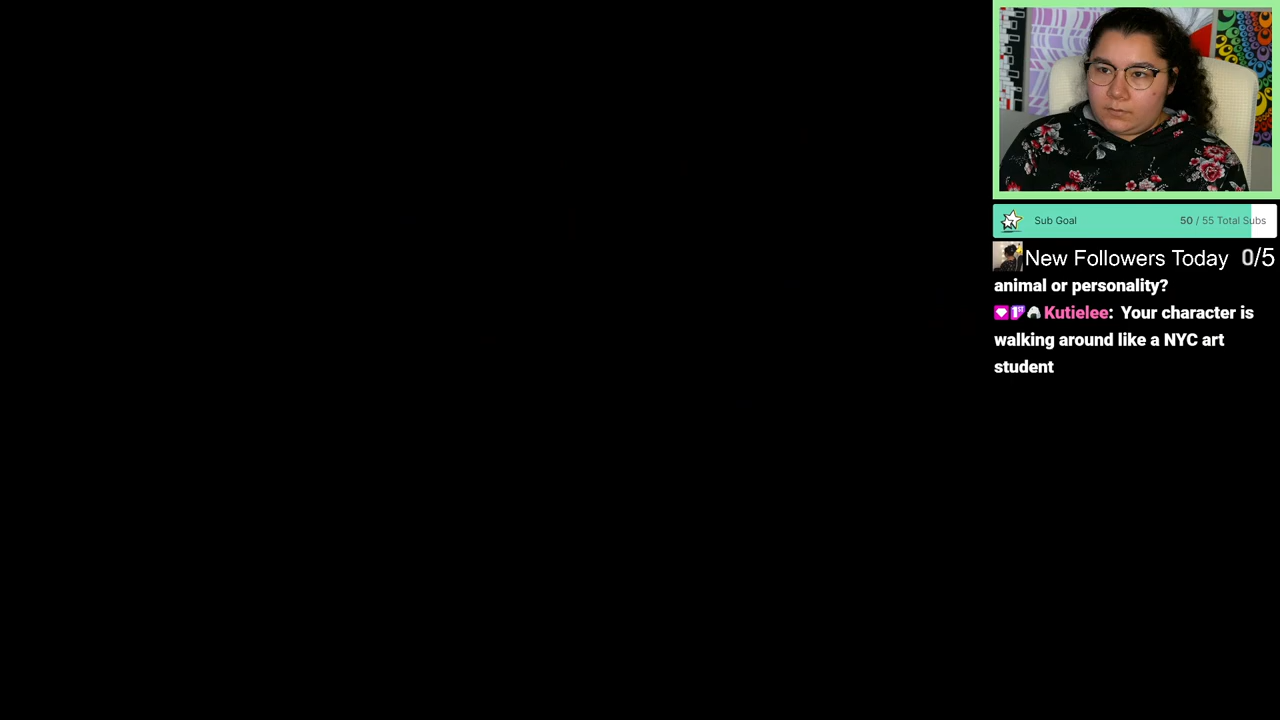 Sub Goal 50 / 55 Total Subs
New Followers Today 0/5
animal or personality?
1st Kutielee: Your character is
walking around like a NYC art
student